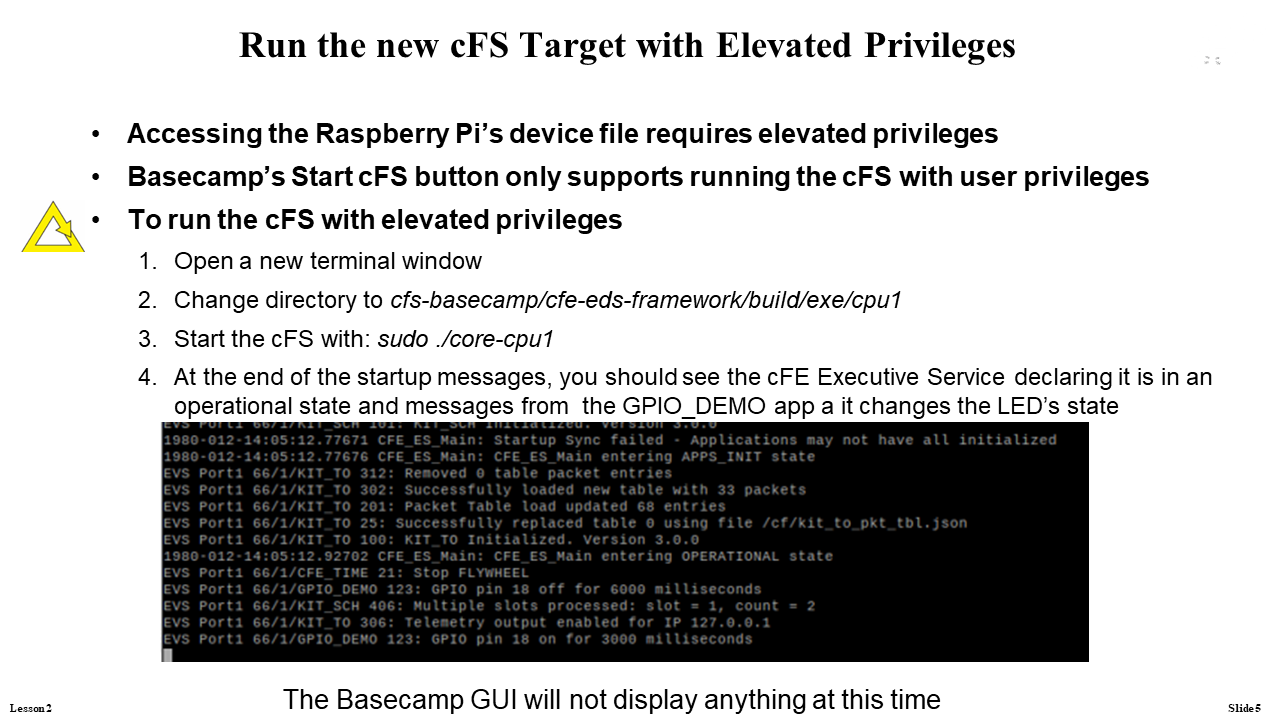 Run the new cFS Target with Elevated Privileges
• Accessing the Raspberry Pi’s device file requires elevated privileges
• Basecamp’s Start cFS button only supports running the cFS with user privileges
• To run the cFS with elevated privileges
1. Open a new terminal window
2. Change directory to cfs-basecamp/cfe-eds-framework/build/exe/cpu1
3. Start the cFS with: sudo ./core-cpu1
4. At the end of the startup messages, you should see the cFE Executive Service declaring it is in an
operational state and messages from the GPIO_DEMO app a it changes the LED’s state
EVS Port1 66/1/KIT_SCH 101: KIT_SCH Initialized. Version 3.0.0
1980-012-14:05:12.77671 CFE_ES_Main: Startup Sync failed - Applications may not have all initialized
1980-012-14:05:12.77676 CFE_ES_Main: CFE_ES_Main entering APPS_INIT state
EVS Port1 66/1/KIT_TO 312: Removed 0 table packet entries
EVS Port1 66/1/KIT_TO 302: Successfully loaded new table with 33 packets
EVS Port1 66/1/KIT_TO 201: Packet Table load updated 68 entries
EVS Port1 66/1/KIT_TO 25: Successfully replaced table 0 using file /cf/kit_to_pkt_tbl.json
EVS Port1 66/1/KIT_TO 100: KIT_TO Initialized. Version 3.0.0
1980-012-14:05:12.92702 CFE_ES_Main: CFE_ES_Main entering OPERATIONAL state
EVS Port1 66/1/CFE_TIME 21: Stop FLYWHEEL
EVS Port1 66/1/GPIO_DEMO 123: GPIO pin 18 off for 6000 milliseconds
EVS Port1 66/1/KIT_SCH 406: Multiple slots processed: slot = 1, count = 2
EVS Port1 66/1/KIT_TO 306: Telemetry output enabled for IP 127.0.0.1
EVS Port1 66/1/GPIO_DEMO 123: GPIO pin 18 on for 3000 milliseconds
The Basecamp GUI will not display anything at this time
Lesson 2
Slide 5